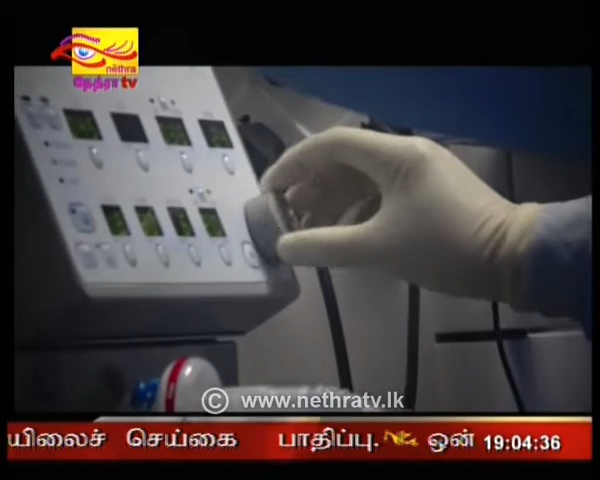 nethra
நேத்ரா tv
© www.nethratv.lk
யிலைச் செய்கை பாதிப்பு. ஒன் 19:04:36